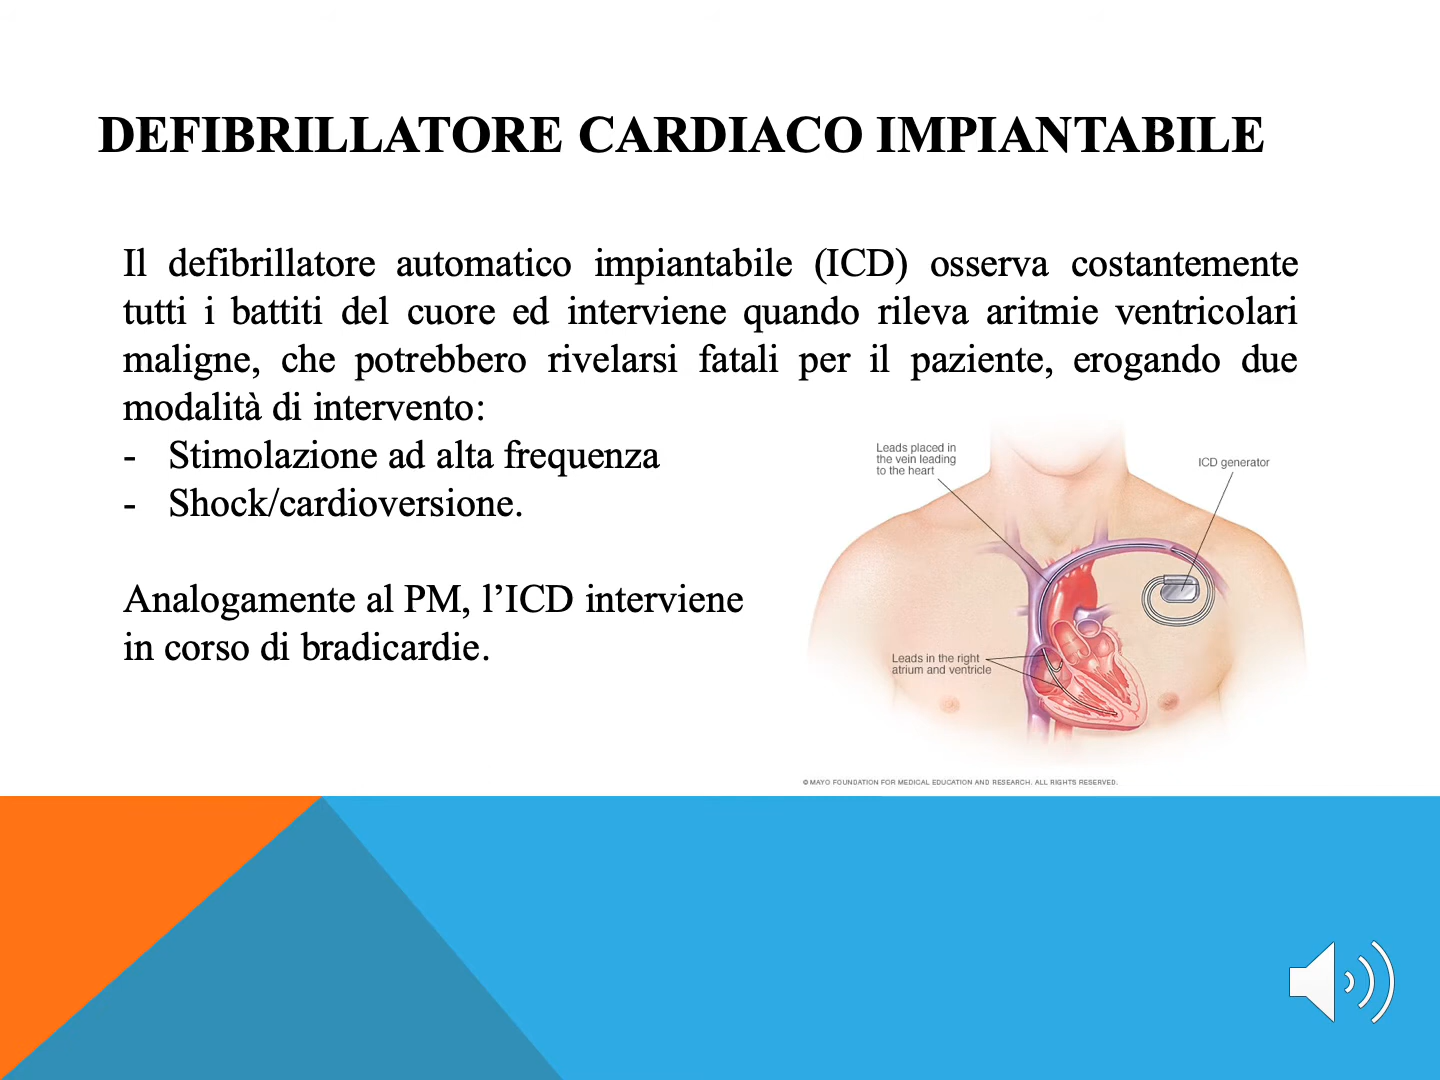 DEFIBRILLATORE CARDIACO IMPIANTABILE
Il defibrillatore automatico impiantabile (ICD) osserva costantemente
tutti i battiti del cuore ed interviene quando rileva aritmie ventricolari
maligne, che potrebbero rivelarsi fatali per il paziente, erogando due
modalità di intervento:
- Stimolazione ad alta frequenza
- Shock/cardioversione.
Analogamente al PM, l’ICD interviene
in corso di bradicardie.
Leads placed in
the vein leading
to the heart
ICD generator
Leads in the right
atrium and ventricle
© MAYO FOUNDATION FOR MEDICAL EDUCATION AND RESEARCH. ALL RIGHTS RESERVED.